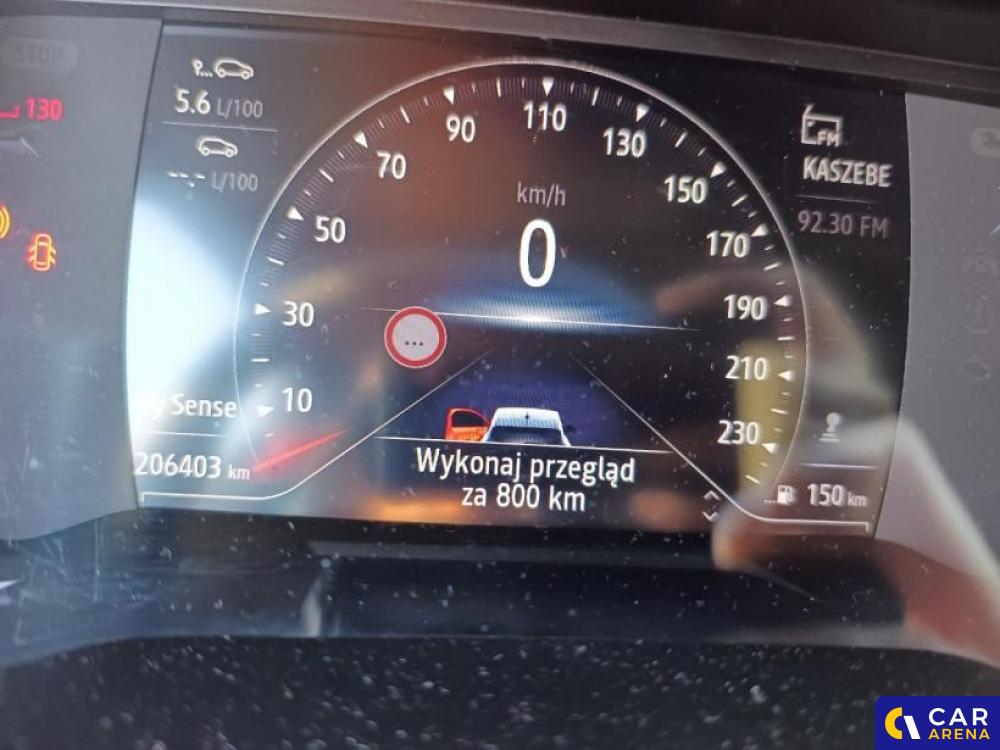 STOP
130
5.6 L/100
--.- L/100
y Sense
206403 km
10
30
50
70
90
110
130
150
170
190
210
230
km/h
0
...
Wykonaj przegląd
za 800 km
FM
KASZEBE
92.30 FM
150 km
CAR
ARENA